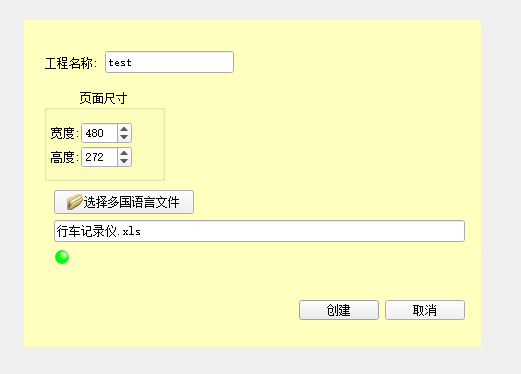 工程名称: test
页面尺寸
宽度: 480
高度: 272
选择多国语言文件
行车记录仪.xls
创建 取消